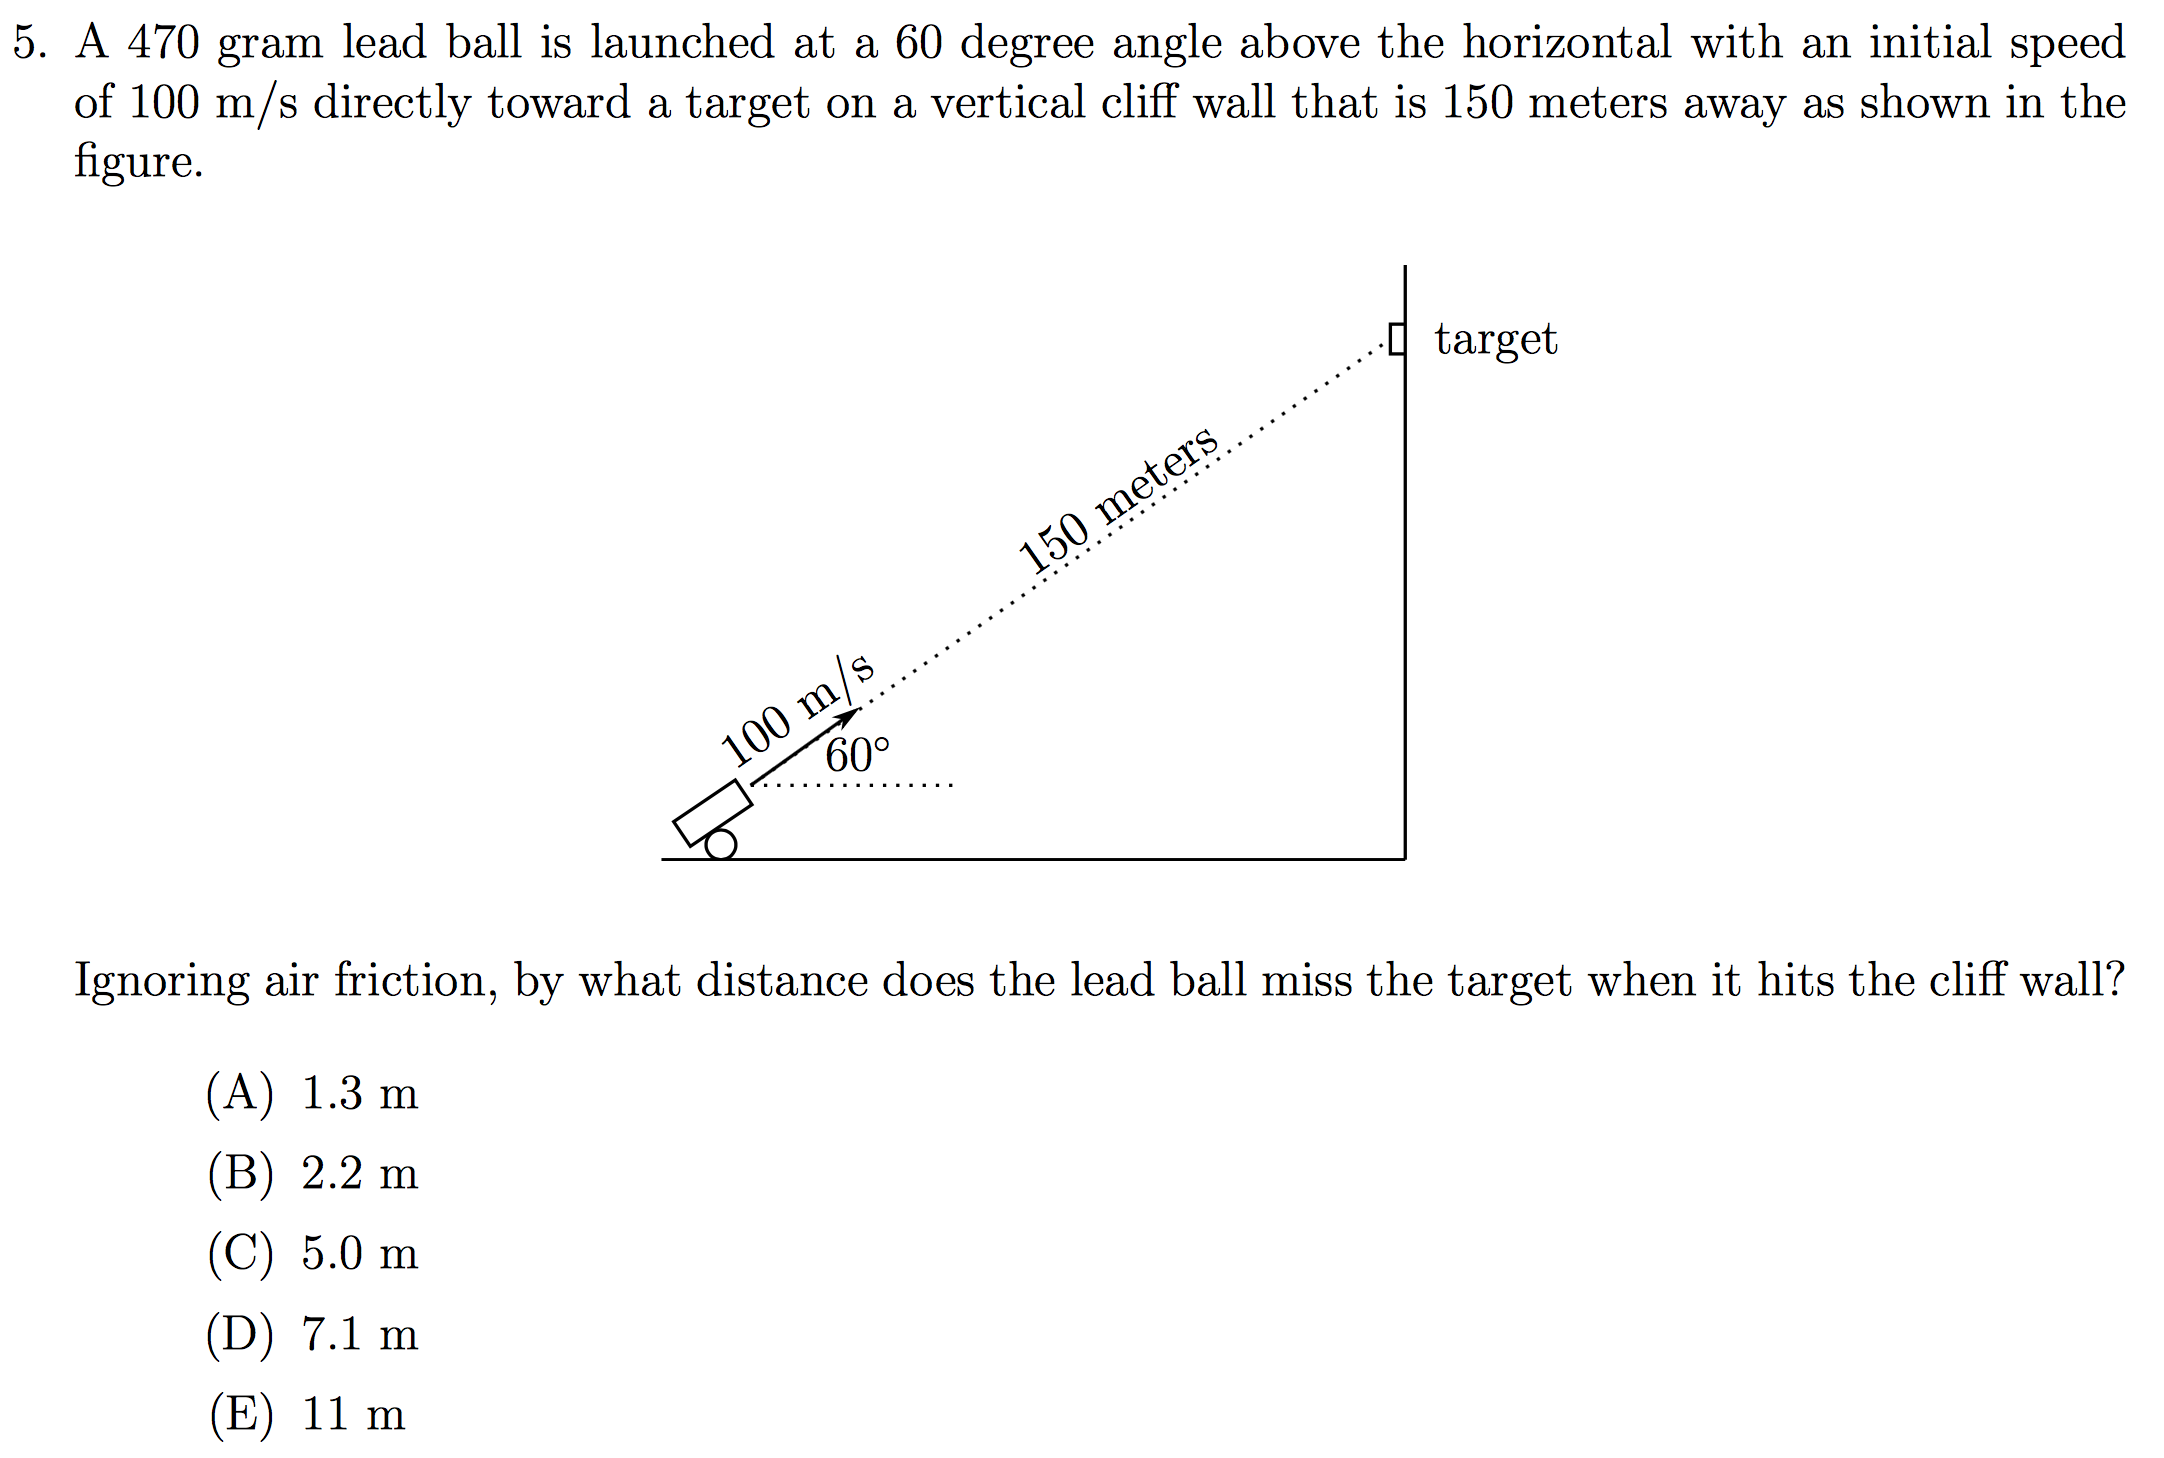 5. A 470 gram lead ball is launched at a 60 degree angle above the horizontal with an initial speed
of 100 m/s directly toward a target on a vertical cliff wall that is 150 meters away as shown in the
figure.
target
150 meters
100 m/s
60°
Ignoring air friction, by what distance does the lead ball miss the target when it hits the cliff wall?
(A) 1.3 m
(B) 2.2 m
(C) 5.0 m
(D) 7.1 m
(E) 11 m